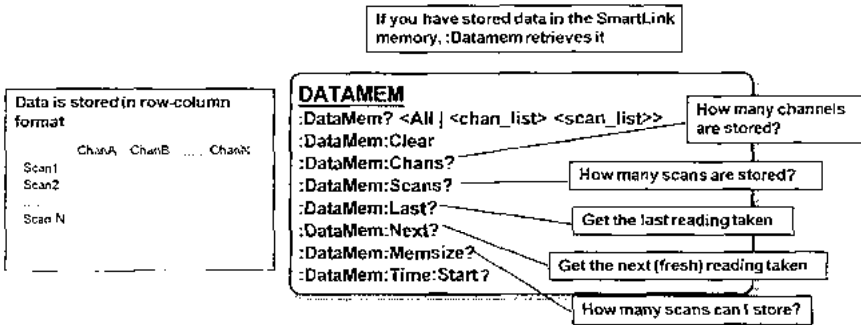 If you have stored data in the SmartLink
memory, :Datamem retrieves it
Data is stored in row-column
format
ChanA ChanB .... ChanN
Scan1
Scan2
....
Scan N
DATAMEM
:DataMem? <All | <chan_list> <scan_list>>
:DataMem:Clear
:DataMem:Chans?
:DataMem:Scans?
:DataMem:Last?
:DataMem:Next?
:DataMem:Memsize?
:DataMem:Time:Start?
How many channels
are stored?
How many scans are stored?
Get the last reading taken
Get the next (fresh) reading taken
How many scans can I store?